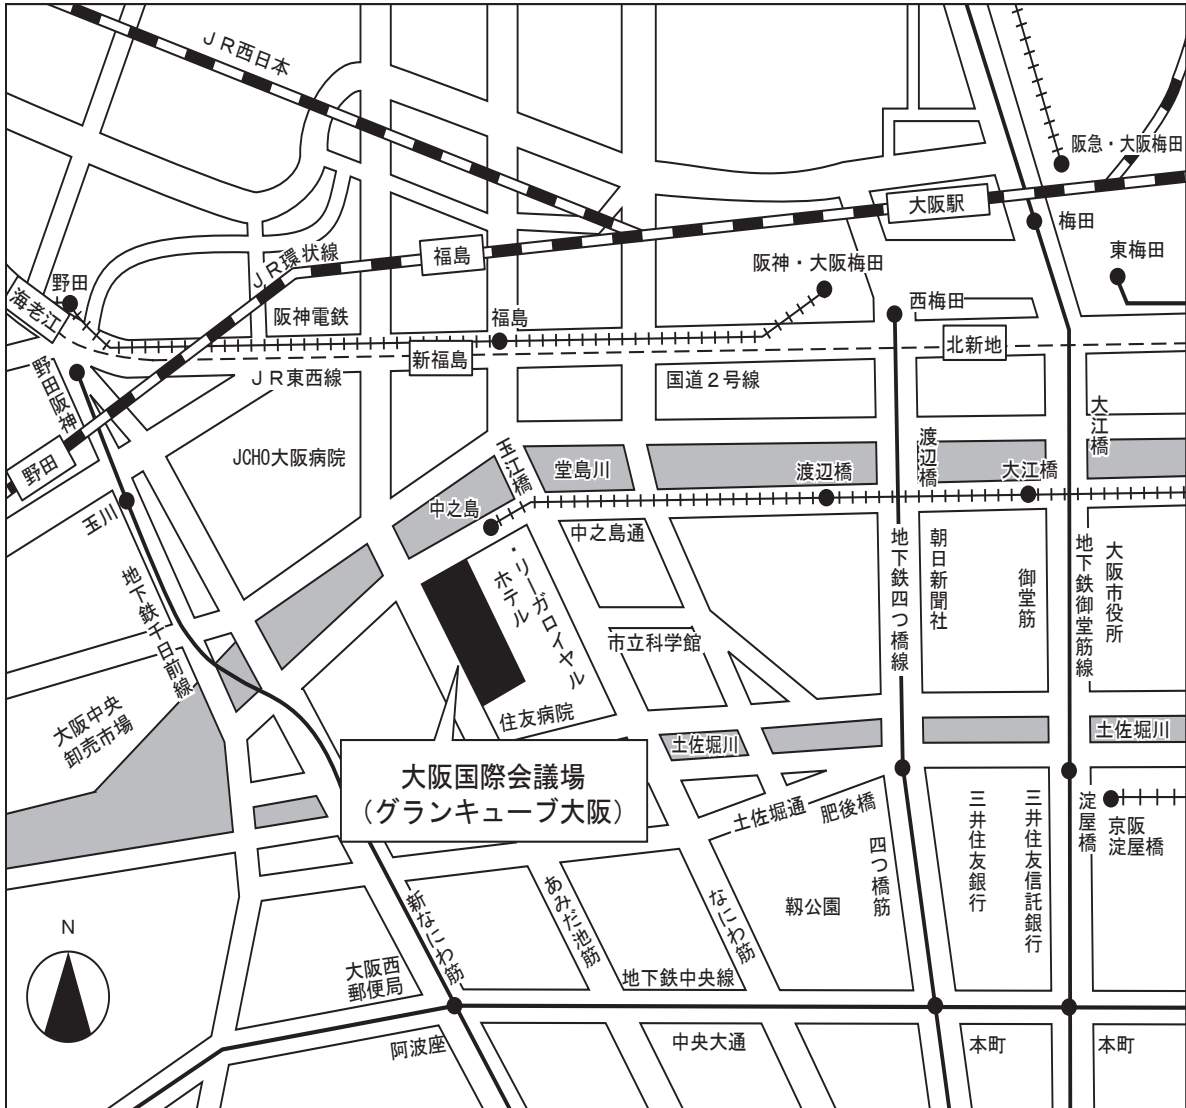 ＪＲ西日本
阪急・大阪梅田
大阪駅
梅田
東梅田
福島
ＪＲ環状線
阪神・大阪梅田
野田
海老江
西梅田
阪神電鉄
福島
北新地
新福島
野田阪神
ＪＲ東西線
国道２号線
大江橋
玉江橋
渡辺橋
野田
JCHO大阪病院
堂島川
渡辺橋
大江橋
中之島
玉川
中之島通
地下鉄四つ橋線
朝日新聞社
御堂筋
地下鉄御堂筋線
大阪市役所
・リーガロイヤル
ホテル
地下鉄千日前線
市立科学館
大阪中央
卸売市場
住友病院
土佐堀川
土佐堀川
大阪国際会議場
（グランキューブ大阪）
土佐堀通
肥後橋
三井住友銀行
三井住友信託銀行
淀屋橋
京阪
淀屋橋
四つ橋筋
新なにわ筋
あみだ池筋
なにわ筋
靱公園
N
大阪西
郵便局
地下鉄中央線
阿波座
中央大通
本町
本町